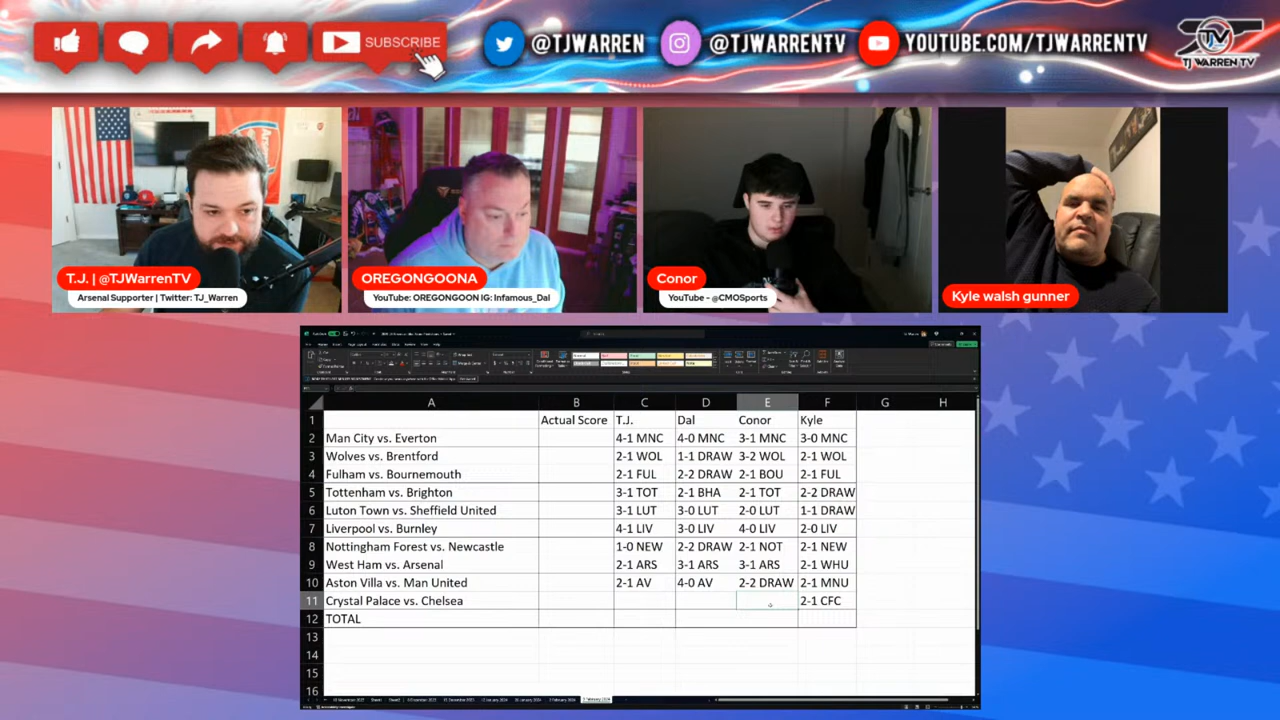 SUBSCRIBE @TJWARREN @TJWARRENTV YOUTUBE.COM/TJWARRENTV
TV
TJ WARREN TV
T.J. | @TJWarrenTV
Arsenal Supporter | Twitter: TJ_Warren
OREGONGOONA
YouTube: OREGONGOON IG: Infamous_Dal
Conor
YouTube - @CMOSports
Kyle walsh gunner
A B C D E F G H
1 Actual Score T.J. Dal Conor Kyle
2 Man City vs. Everton 4-1 MNC 4-0 MNC 3-1 MNC 3-0 MNC
3 Wolves vs. Brentford 2-1 WOL 1-1 DRAW 3-2 WOL 2-1 WOL
4 Fulham vs. Bournemouth 2-1 FUL 2-2 DRAW 2-1 BOU 2-1 FUL
5 Tottenham vs. Brighton 3-1 TOT 2-1 BHA 2-1 TOT 2-2 DRAW
6 Luton Town vs. Sheffield United 3-1 LUT 3-0 LUT 2-0 LUT 1-1 DRAW
7 Liverpool vs. Burnley 4-1 LIV 3-0 LIV 4-0 LIV 2-0 LIV
8 Nottingham Forest vs. Newcastle 1-0 NEW 2-2 DRAW 2-1 NOT 2-1 NEW
9 West Ham vs. Arsenal 2-1 ARS 3-1 ARS 3-1 ARS 2-1 WHU
10 Aston Villa vs. Man United 2-1 AV 4-0 AV 2-2 DRAW 2-1 MNU
11 Crystal Palace vs. Chelsea 2-1 CFC
12 TOTAL
13
14
15
16